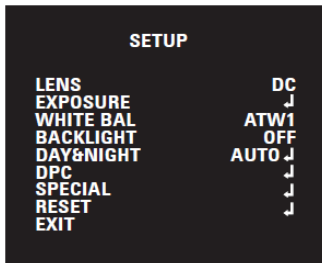 SETUP
LENS DC
EXPOSURE ↲
WHITE BAL ATW1
BACKLIGHT OFF
DAY&NIGHT AUTO↲
DPC ↲
SPECIAL ↲
RESET ↲
EXIT